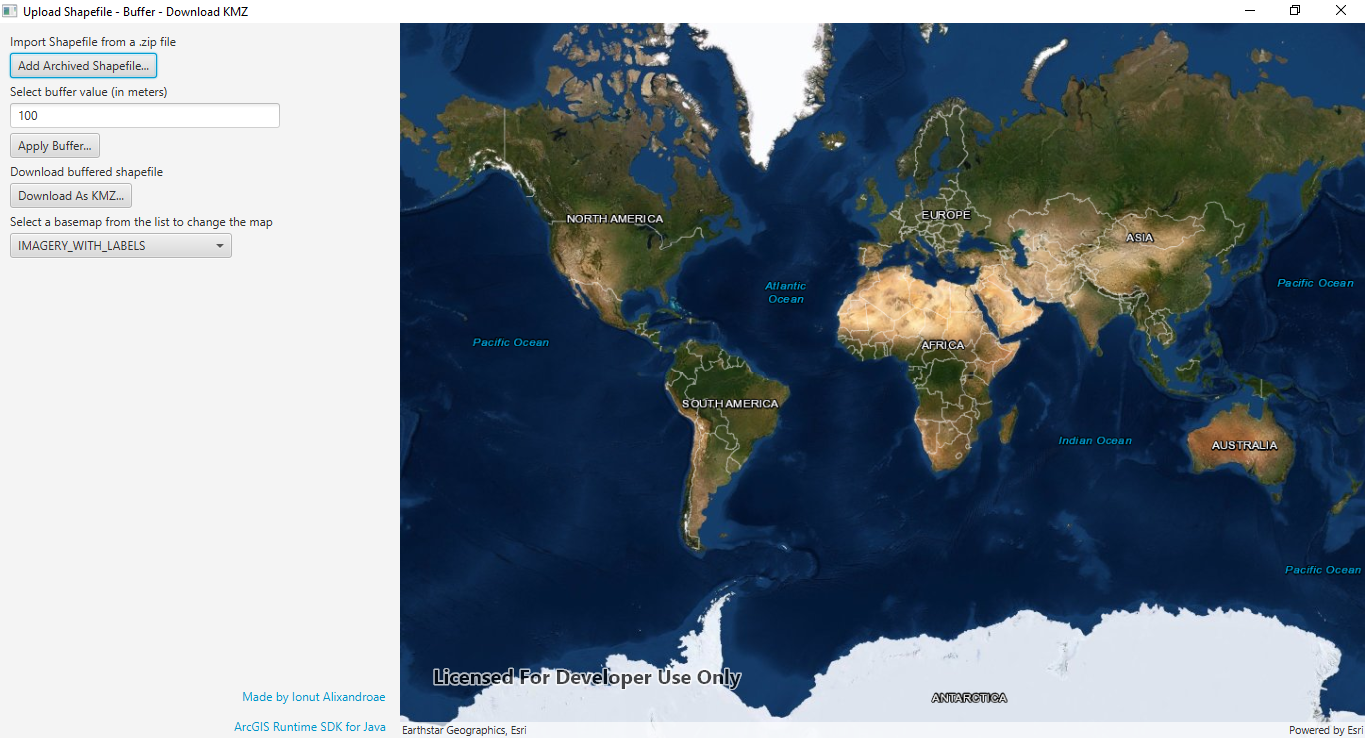 Upload Shapefile - Buffer - Download KMZ
Import Shapefile from a .zip file
Add Archived Shapefile...
Select buffer value (in meters)
100
Apply Buffer...
Download buffered shapefile
Download As KMZ...
Select a basemap from the list to change the map
IMAGERY_WITH_LABELS
Made by Ionut Alixandroae
ArcGIS Runtime SDK for Java
NORTH AMERICA
EUROPE
ASIA
Atlantic
Ocean
Pacific Ocean
Pacific Ocean
AFRICA
SOUTH AMERICA
Indian Ocean
AUSTRALIA
Pacific Ocean
Licensed For Developer Use Only
ANTARCTICA
Earthstar Geographics, Esri
Powered by Esri